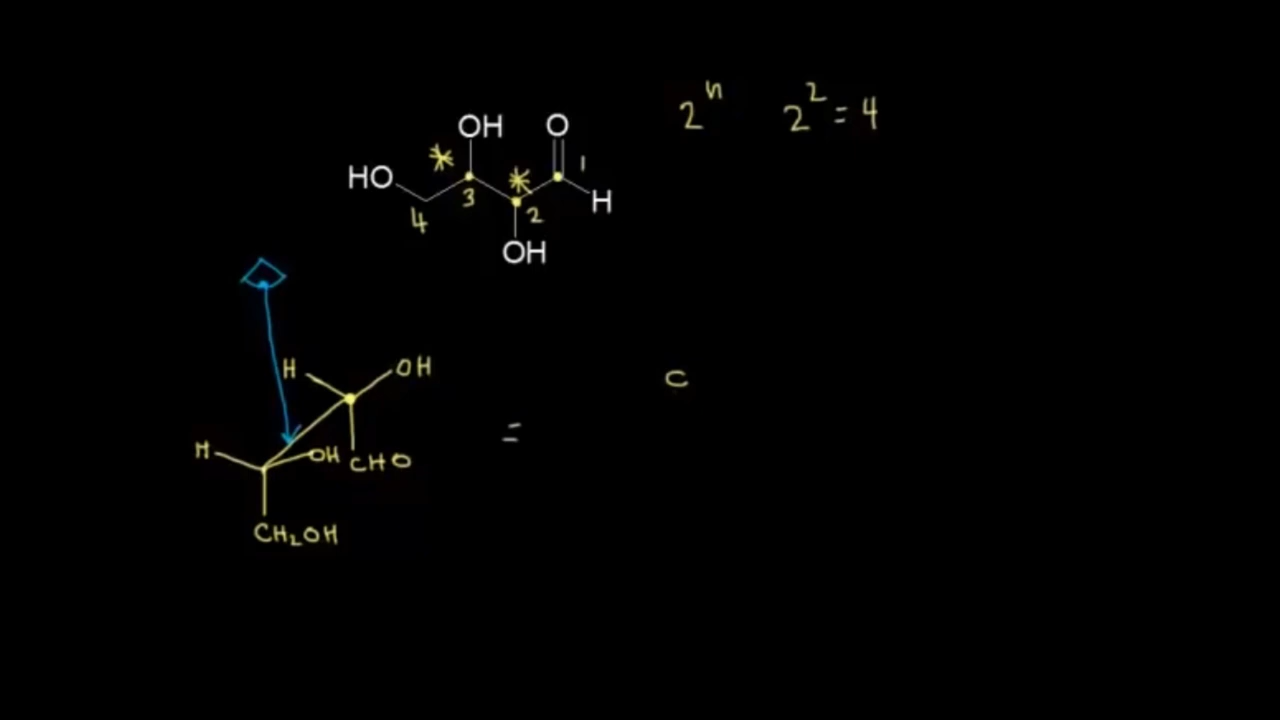 2ⁿ 2² = 4
OH O
* 1
HO * H
4 3 2
OH
H OH
C
=
H OH CHO
CH₂OH